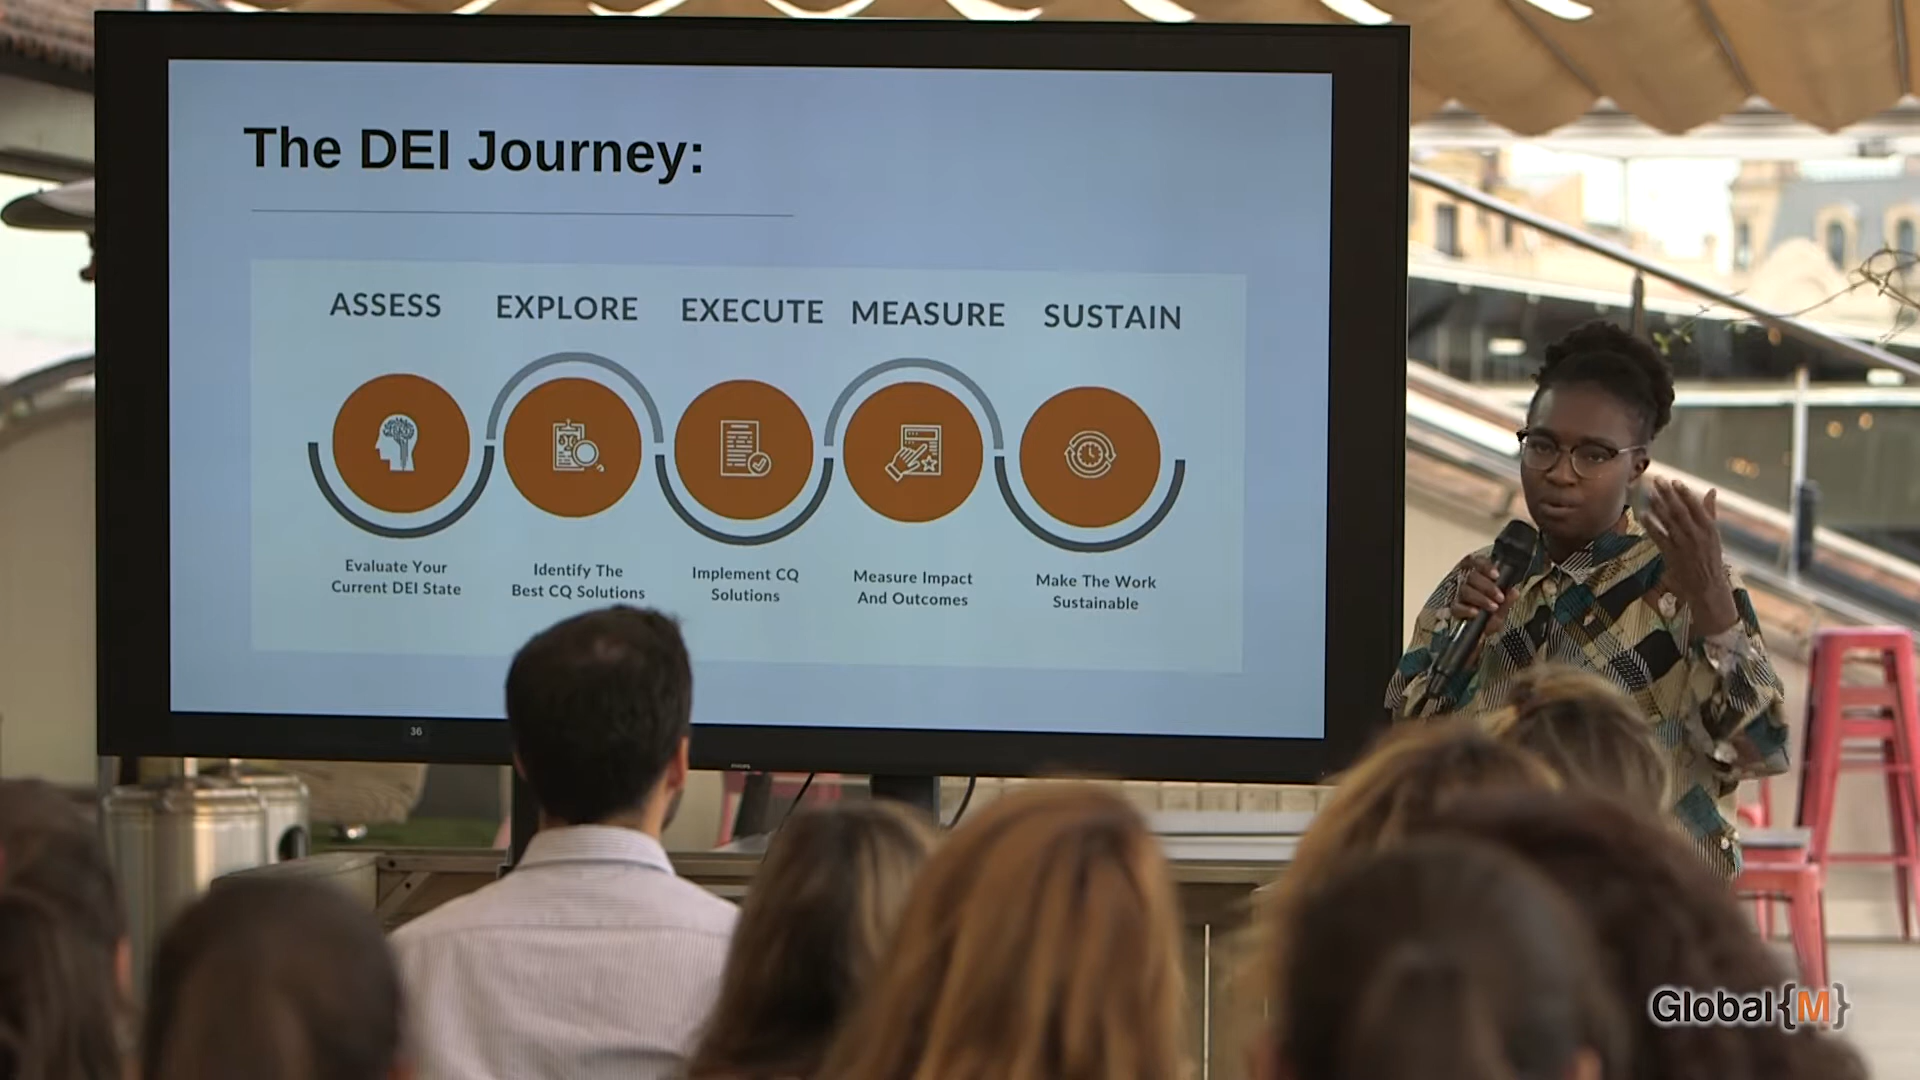 The DEI Journey:
ASSESS EXPLORE EXECUTE MEASURE SUSTAIN
Evaluate Your
Current DEI State
Identify The
Best CQ Solutions
Implement CQ
Solutions
Measure Impact
And Outcomes
Make The Work
Sustainable
36
PHILIPS
Global{M}